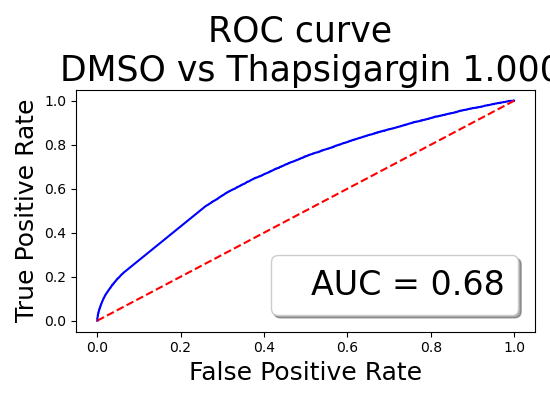 ROC curve
DMSO vs Thapsigargin 1.000
True Positive Rate
1.0
0.8
0.6
0.4
0.2
0.0
AUC = 0.68
0.0 0.2 0.4 0.6 0.8 1.0
False Positive Rate